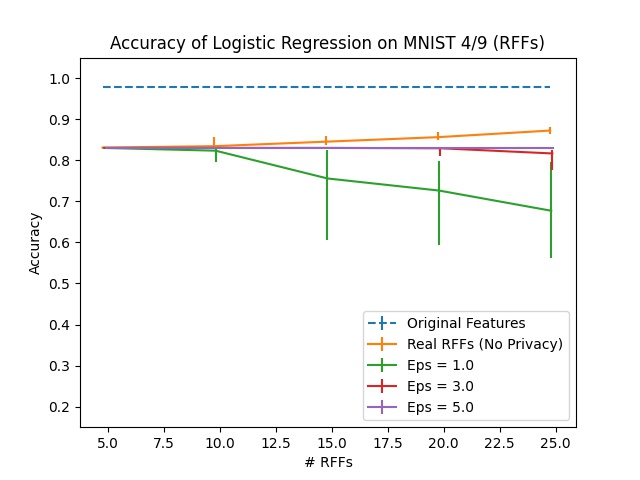 Accuracy of Logistic Regression on MNIST 4/9 (RFFs)
1.0
0.9
0.8
0.7
0.6
0.5
0.4
0.3
0.2
Accuracy
Original Features
Real RFFs (No Privacy)
Eps = 1.0
Eps = 3.0
Eps = 5.0
5.0 7.5 10.0 12.5 15.0 17.5 20.0 22.5 25.0
# RFFs